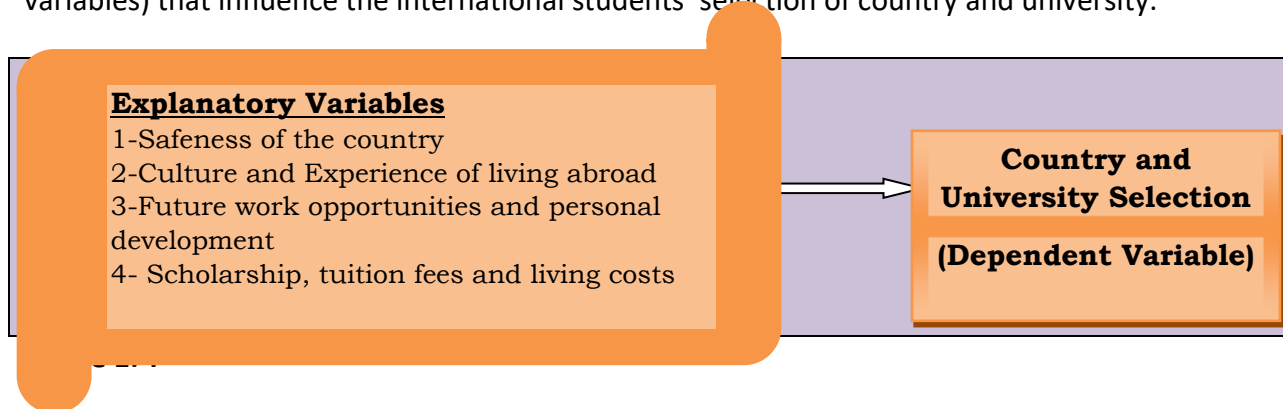 variables) that influence the international students' selection of country and university.
Explanatory Variables
1-Safeness of the country
2-Culture and Experience of living abroad
3-Future work opportunities and personal
development
4- Scholarship, tuition fees and living costs
Country and
University Selection
(Dependent Variable)